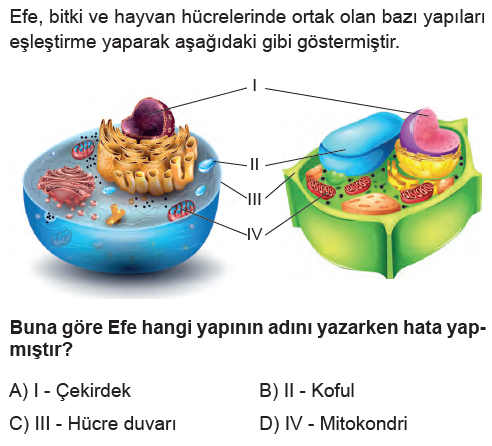 Efe, bitki ve hayvan hücrelerinde ortak olan bazı yapıları
eşleştirme yaparak aşağıdaki gibi göstermiştir.
I
II
III
IV
Buna göre Efe hangi yapının adını yazarken hata yap-
mıştır?
A) I - Çekirdek
B) II - Koful
C) III - Hücre duvarı
D) IV - Mitokondri